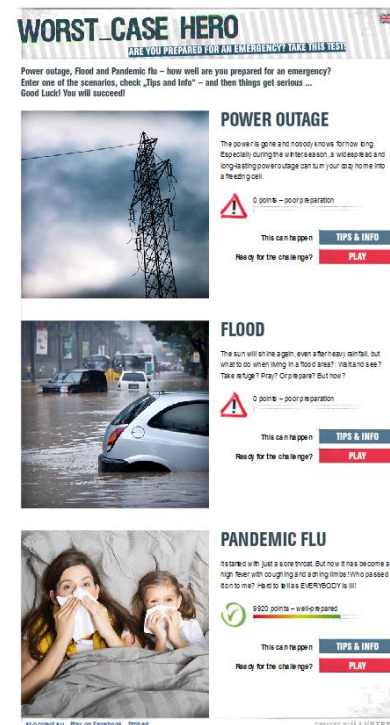 WORST_CASE HERO
ARE YOU PREPARED FOR AN EMERGENCY? TAKE THIS TEST!
Power outage, Flood and Pandemic flu – how well are you prepared for an emergency?
Enter one of the scenarios, check „Tips and Info“ – and then things get serious ...
Good Luck! You will succeed!
POWER OUTAGE
The power is gone and nobody knows for how long.
Especially during the winter season, a widespread and
long-lasting power outage can turn your cozy home into
a freezing cell.
0 points – poor preparation
This can happen TIPS & INFO
Ready for the challenge? PLAY
FLOOD
The sun will shine again, even after heavy rainfall, but
what to do when living in a flood area? : Wait and see?
Take refuge? Pray? Or prepare? But how?
0 points – poor preparation
This can happen TIPS & INFO
Ready for the challenge? PLAY
PANDEMIC FLU
It started with just a sore throat. But now it has become a
high fever with coughing and aching limbs! Who passed
it on to me? Hard to tell as EVERYBODY is ill!
9920 points – well-prepared
This can happen TIPS & INFO
Ready for the challenge? PLAY
Play on Facebook